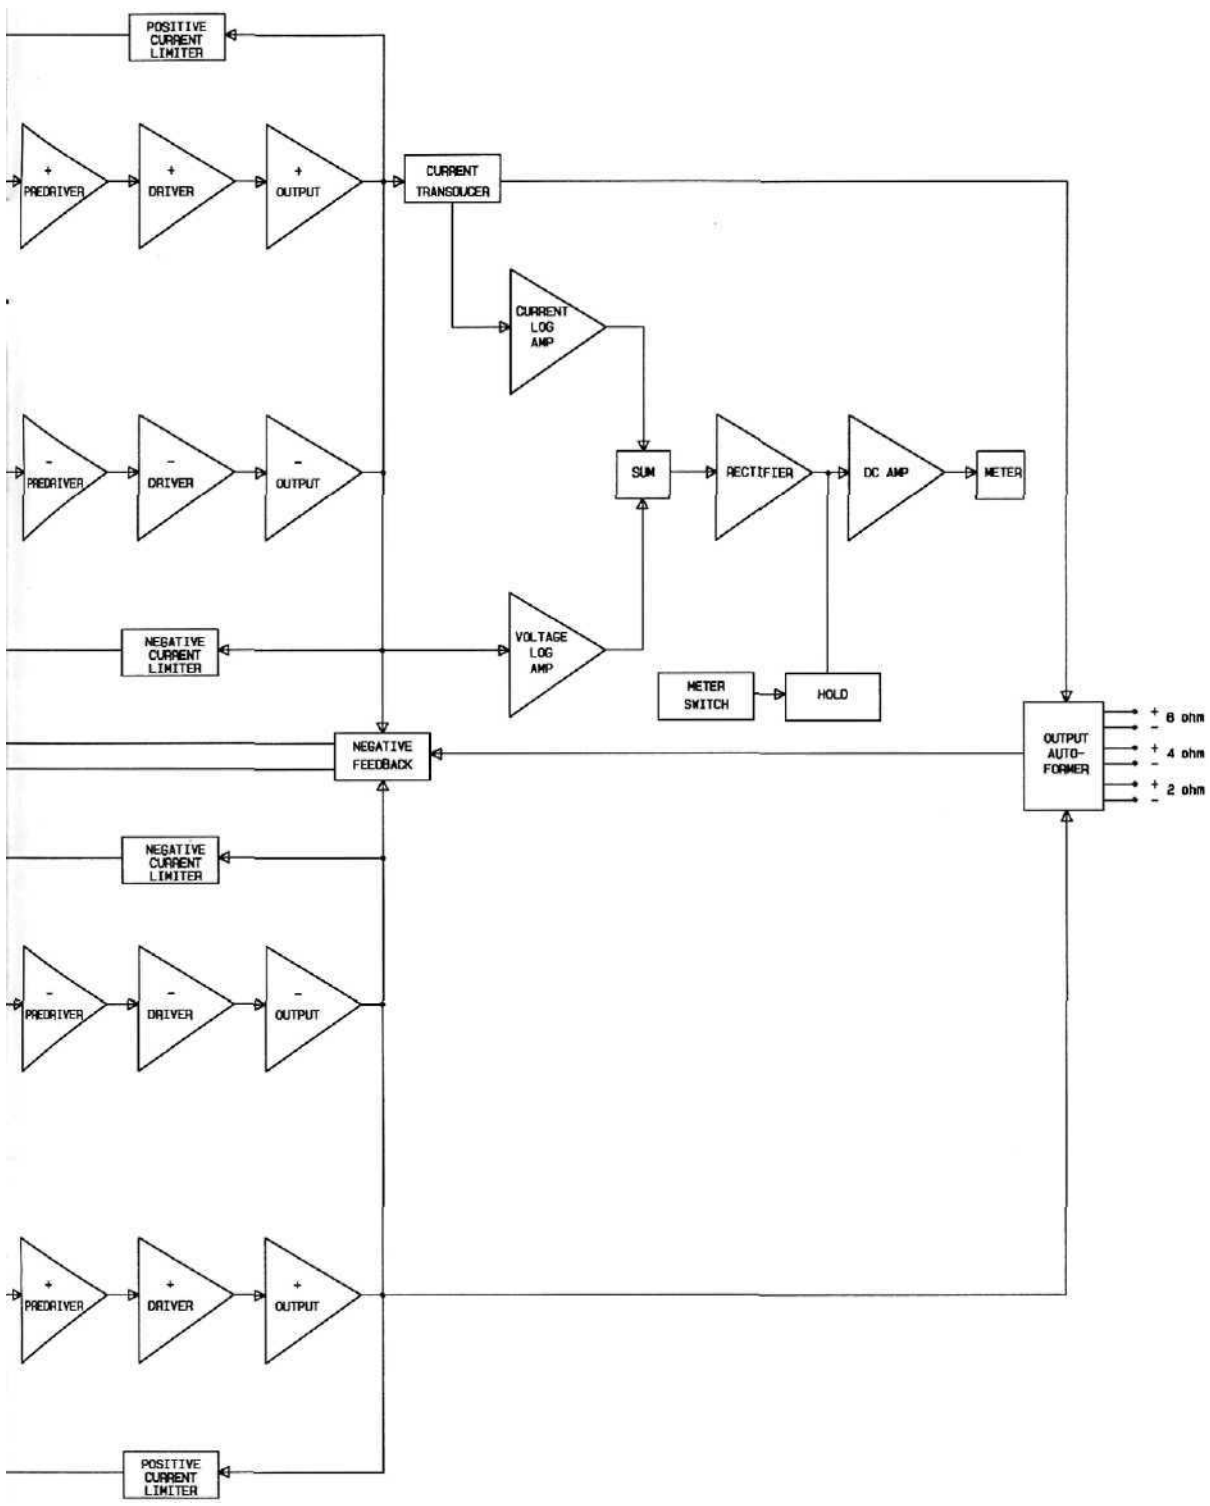 POSITIVE
CURRENT
LIMITER
+
PREDRIVER
+
DRIVER
+
OUTPUT
CURRENT
TRANSDUCER
CURRENT
LOG
AMP
-
PREDRIVER
-
DRIVER
-
OUTPUT
SUM
RECTIFIER
DC AMP
METER
NEGATIVE
CURRENT
LIMITER
VOLTAGE
LOG
AMP
METER
SWITCH
HOLD
NEGATIVE
FEEDBACK
OUTPUT
AUTO-
FORMER
+
-
8 ohm
+
-
4 ohm
+
-
2 ohm
NEGATIVE
CURRENT
LIMITER
-
PREDRIVER
-
DRIVER
-
OUTPUT
+
PREDRIVER
+
DRIVER
+
OUTPUT
POSITIVE
CURRENT
LIMITER